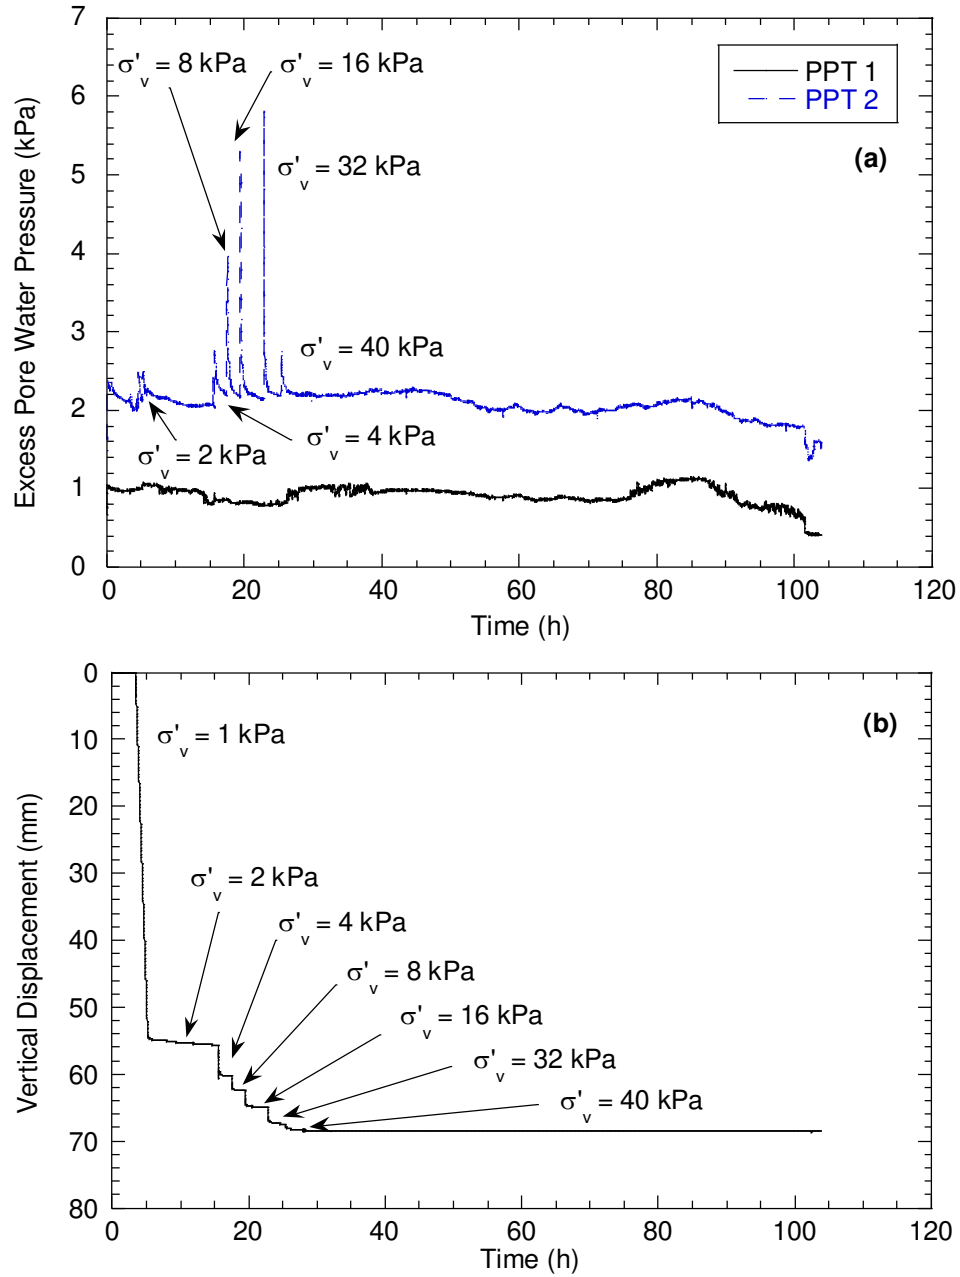 7
6
5
4
3
2
1
0
Excess Pore Water Pressure (kPa)
σ'v = 8 kPa
σ'v = 16 kPa
PPT 1
PPT 2
(a)
σ'v = 32 kPa
σ'v = 40 kPa
σ'v = 4 kPa
σ'v = 2 kPa
0 20 40 60 80 100 120
Time (h)
0
10
20
30
40
50
60
70
80
Vertical Displacement (mm)
(b)
σ'v = 1 kPa
σ'v = 2 kPa
σ'v = 4 kPa
σ'v = 8 kPa
σ'v = 16 kPa
σ'v = 32 kPa
σ'v = 40 kPa
0 20 40 60 80 100 120
Time (h)